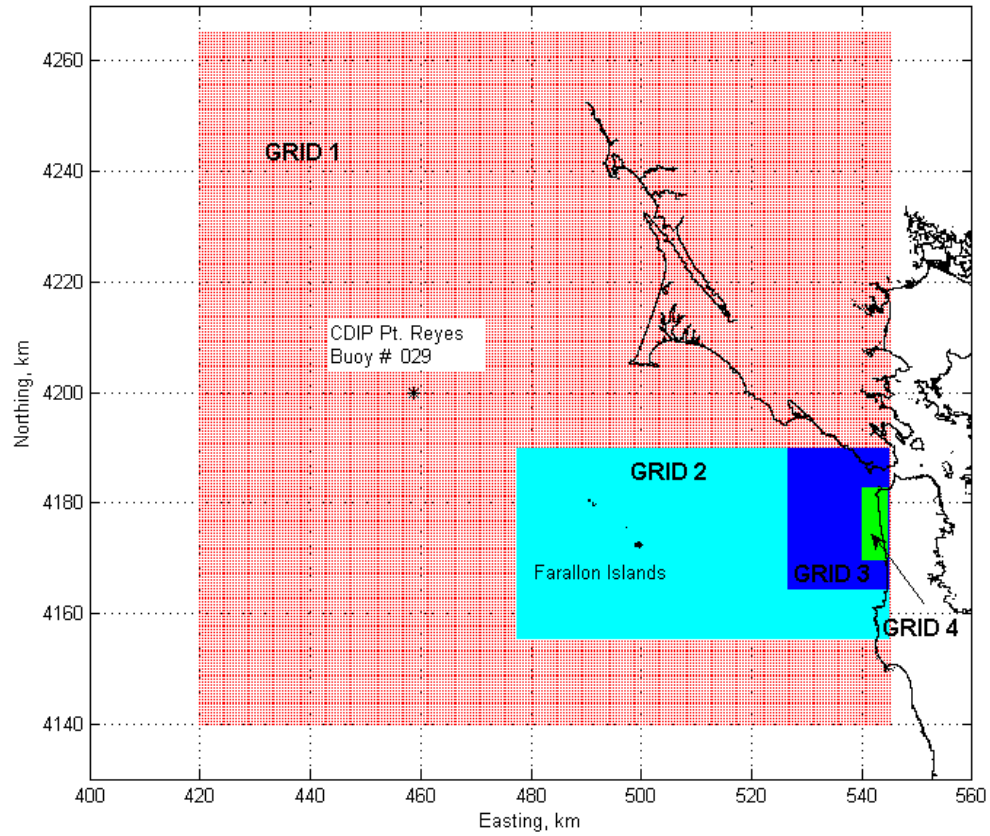 4260
4240
4220
4200
4180
4160
4140
Northing, km
GRID 1
CDIP Pt. Reyes
Buoy # 029
GRID 2
Farallon Islands
GRID 3
GRID 4
400
420
440
460
480
500
520
540
560
Easting, km